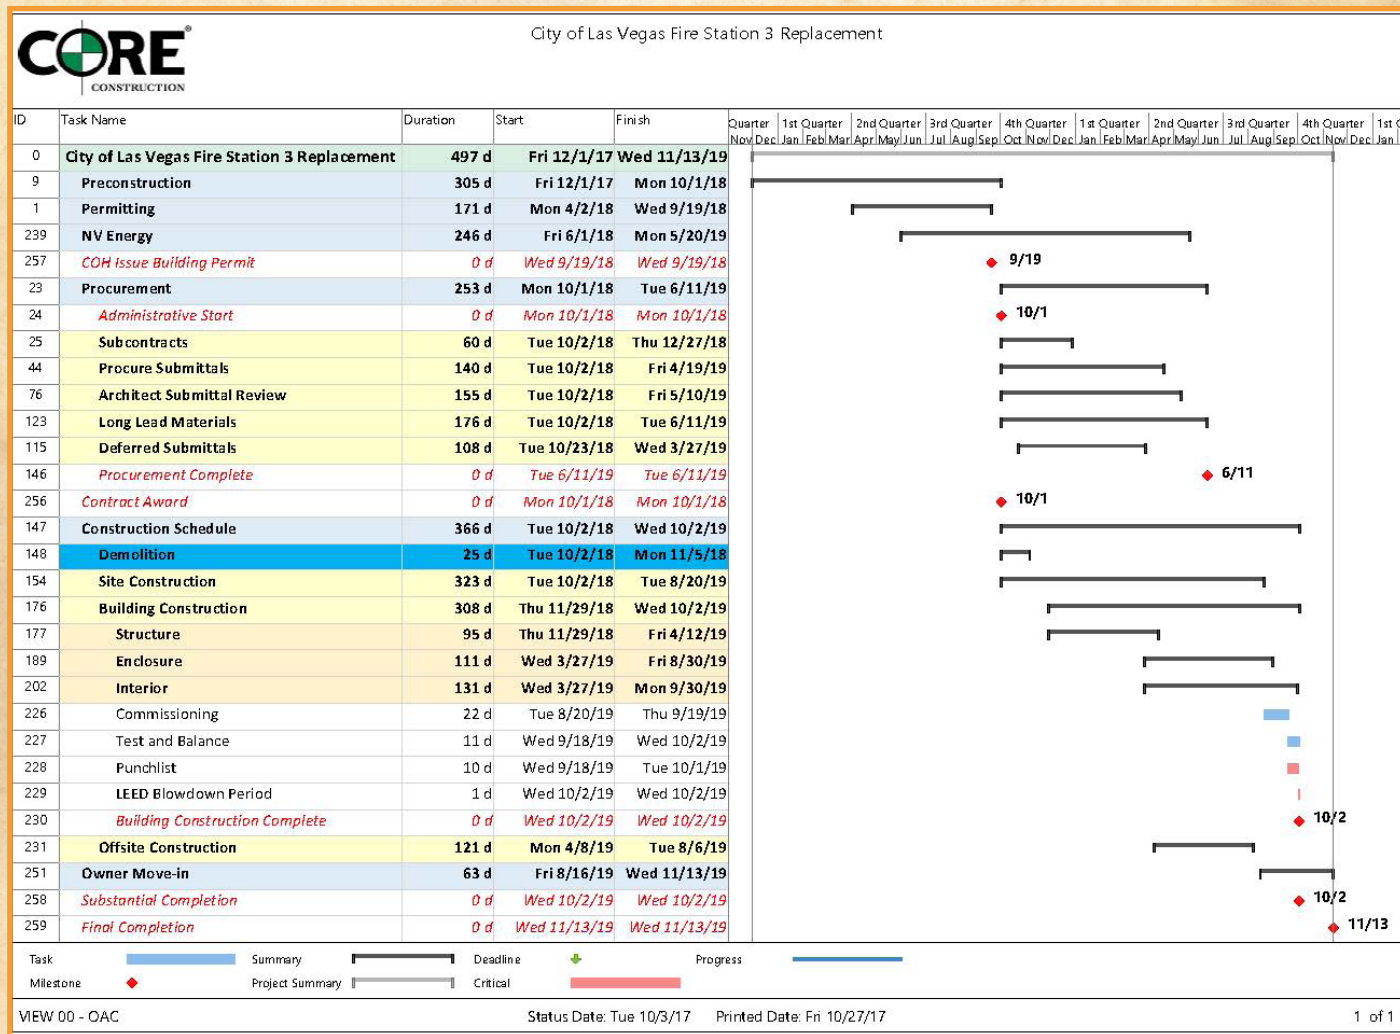 CORE®
CONSTRUCTION
City of Las Vegas Fire Station 3 Replacement
ID Task Name Duration Start Finish Quarter 1st Quarter 2nd Quarter 3rd Quarter 4th Quarter 1st Quarter 2nd Quarter 3rd Quarter 4th Quarter 1st Q
Nov Dec Jan Feb Mar Apr May Jun Jul Aug Sep Oct Nov Dec Jan Feb Mar Apr May Jun Jul Aug Sep Oct Nov Dec Jan
0 City of Las Vegas Fire Station 3 Replacement 497 d Fri 12/1/17 Wed 11/13/19
9 Preconstruction 305 d Fri 12/1/17 Mon 10/1/18
1 Permitting 171 d Mon 4/2/18 Wed 9/19/18
239 NV Energy 246 d Fri 6/1/18 Mon 5/20/19
257 COH Issue Building Permit 0 d Wed 9/19/18 Wed 9/19/18 9/19
23 Procurement 253 d Mon 10/1/18 Tue 6/11/19
24 Administrative Start 0 d Mon 10/1/18 Mon 10/1/18 10/1
25 Subcontracts 60 d Tue 10/2/18 Thu 12/27/18
44 Procure Submittals 140 d Tue 10/2/18 Fri 4/19/19
76 Architect Submittal Review 155 d Tue 10/2/18 Fri 5/10/19
123 Long Lead Materials 176 d Tue 10/2/18 Tue 6/11/19
115 Deferred Submittals 108 d Tue 10/23/18 Wed 3/27/19
146 Procurement Complete 0 d Tue 6/11/19 Tue 6/11/19 6/11
256 Contract Award 0 d Mon 10/1/18 Mon 10/1/18 10/1
147 Construction Schedule 366 d Tue 10/2/18 Wed 10/2/19
148 Demolition 25 d Tue 10/2/18 Mon 11/5/18
154 Site Construction 323 d Tue 10/2/18 Tue 8/20/19
176 Building Construction 308 d Thu 11/29/18 Wed 10/2/19
177 Structure 95 d Thu 11/29/18 Fri 4/12/19
189 Enclosure 111 d Wed 3/27/19 Fri 8/30/19
202 Interior 131 d Wed 3/27/19 Mon 9/30/19
226 Commissioning 22 d Tue 8/20/19 Thu 9/19/19
227 Test and Balance 11 d Wed 9/18/19 Wed 10/2/19
228 Punchlist 10 d Wed 9/18/19 Tue 10/1/19
229 LEED Blowdown Period 1 d Wed 10/2/19 Wed 10/2/19
230 Building Construction Complete 0 d Wed 10/2/19 Wed 10/2/19 10/2
231 Offsite Construction 121 d Mon 4/8/19 Tue 8/6/19
251 Owner Move-in 63 d Fri 8/16/19 Wed 11/13/19
258 Substantial Completion 0 d Wed 10/2/19 Wed 10/2/19 10/2
259 Final Completion 0 d Wed 11/13/19 Wed 11/13/19 11/13
Task Summary Deadline Progress
Milestone Project Summary Critical
VIEW 00 - OAC Status Date: Tue 10/3/17 Printed Date: Fri 10/27/17 1 of 1